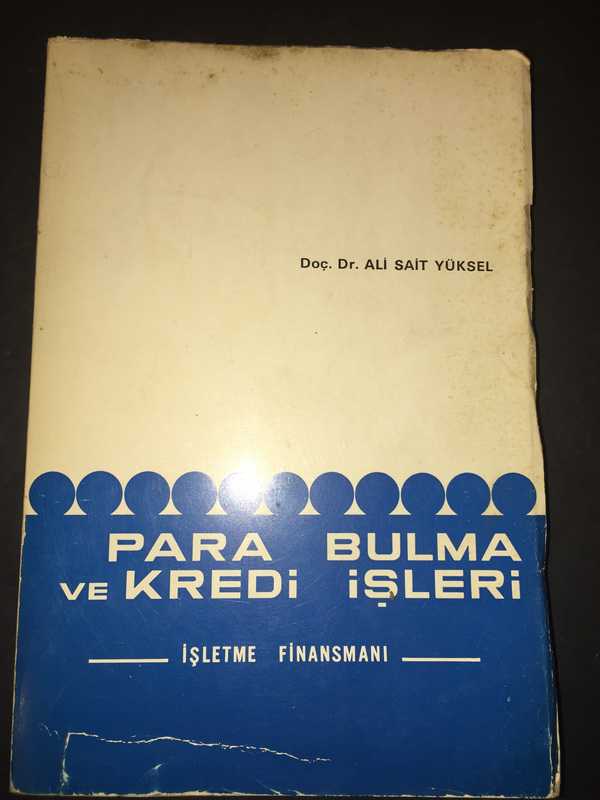 Doç. Dr. ALİ SAİT YÜKSEL
PARA BULMA
VE KREDİ İŞLERİ
İŞLETME FİNANSMANI